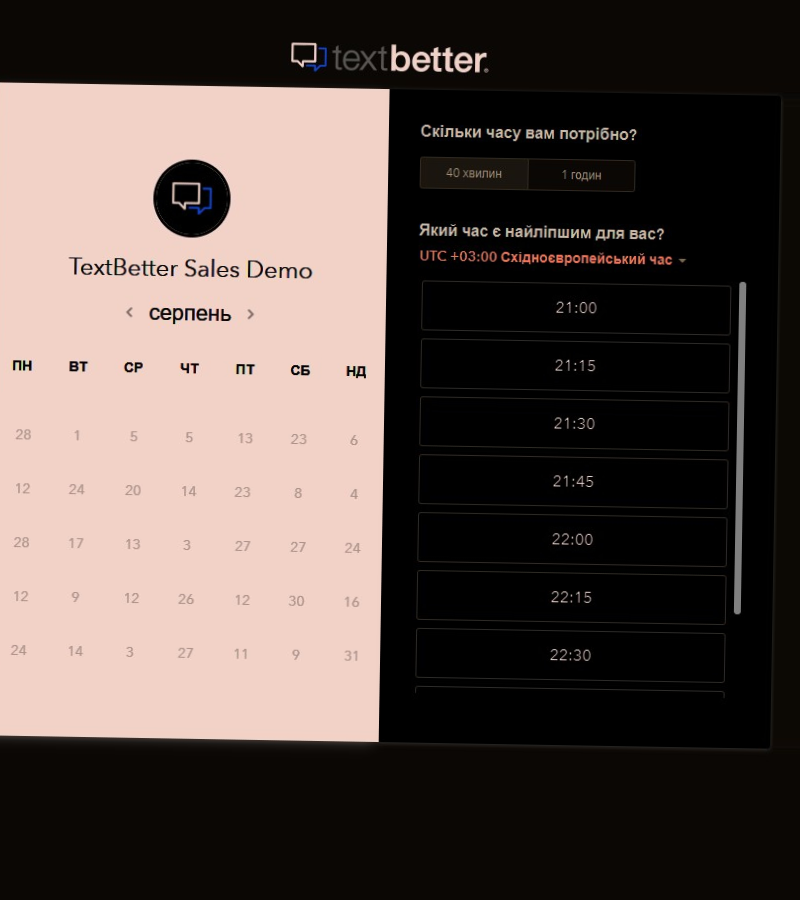 textbetter.
TextBetter Sales Demo
серпень
ПН ВТ СР ЧТ ПТ СБ НД
28 1 5 5 13 23 6
12 24 20 14 23 8 4
28 17 13 3 27 27 24
12 9 12 26 12 30 16
24 14 3 27 11 9 31
Скільки часу вам потрібно?
40 хвилин 1 годин
Який час є найліпшим для вас?
UTC +03:00 Східноєвропейський час
21:00
21:15
21:30
21:45
22:00
22:15
22:30